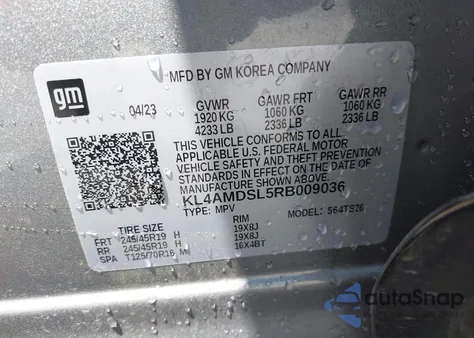 gm
MFD BY GM KOREA COMPANY
04/23
GVWR GAWR FRT GAWR RR
1920 KG 1060 KG 1060 KG
4233 LB 2336 LB 2336 LB
THIS VEHICLE CONFORMS TO ALL
APPLICABLE U.S. FEDERAL MOTOR
VEHICLE SAFETY AND THEFT PREVENTION
STANDARDS IN EFFECT ON THE DATE OF
MANUFACTURE SHOWN ABOVE.
KL4AMDSL5RB009036
TYPE: MPV MODEL: 564TS26
TIRE SIZE RIM
FRT 245/45R19 H 19X8J
RR 245/45R19 H 19X8J
SPA T125/70R16 M 16X4BT
autoSnap